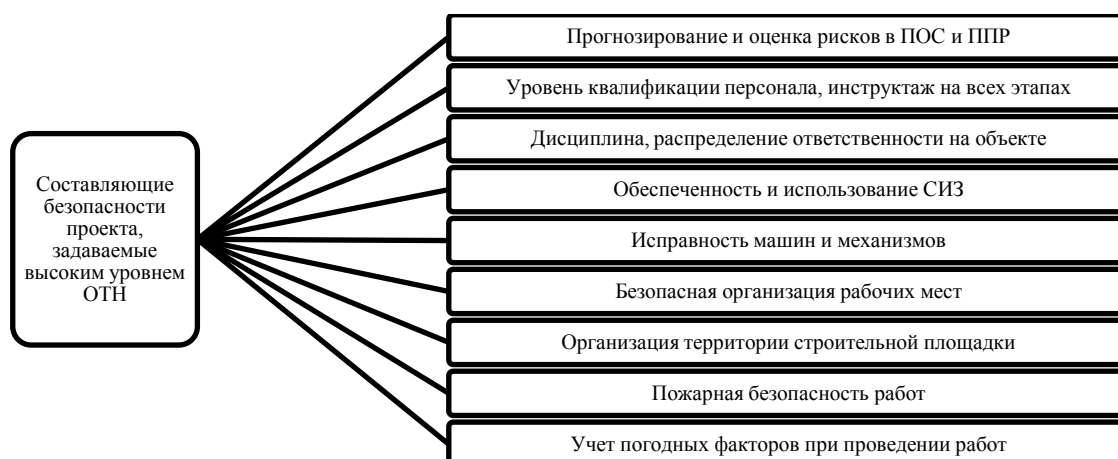 Составляющие
безопасности
проекта,
задаваемые
высоким уровнем
ОТН
Прогнозирование и оценка рисков в ПОС и ППР
Уровень квалификации персонала, инструктаж на всех этапах
Дисциплина, распределение ответственности на объекте
Обеспеченность и использование СИЗ
Исправность машин и механизмов
Безопасная организация рабочих мест
Организация территории строительной площадки
Пожарная безопасность работ
Учет погодных факторов при проведении работ